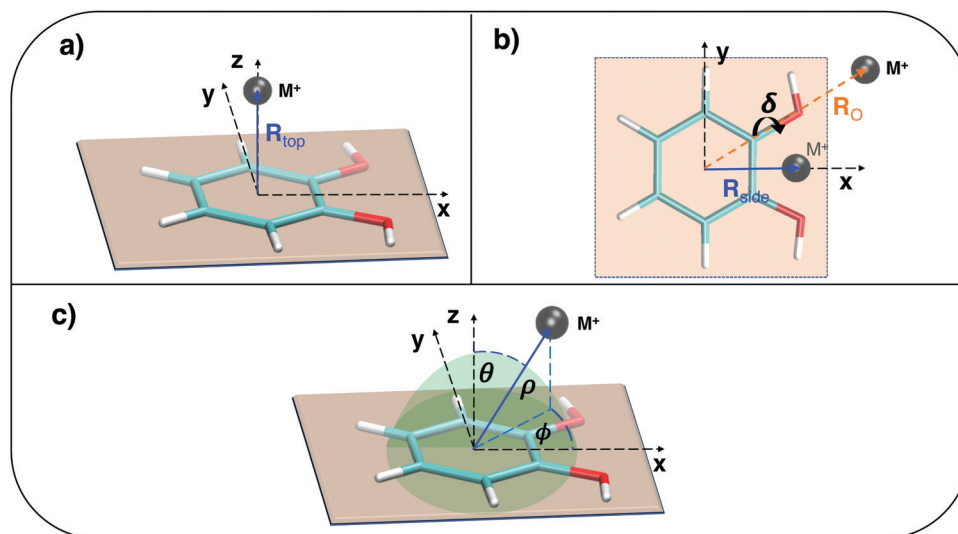 a)
z
M⁺
y
R_top
x
b)
y
M⁺
δ
R_O
M⁺
R_side
x
c)
z
M⁺
y
θ
ρ
ϕ
x